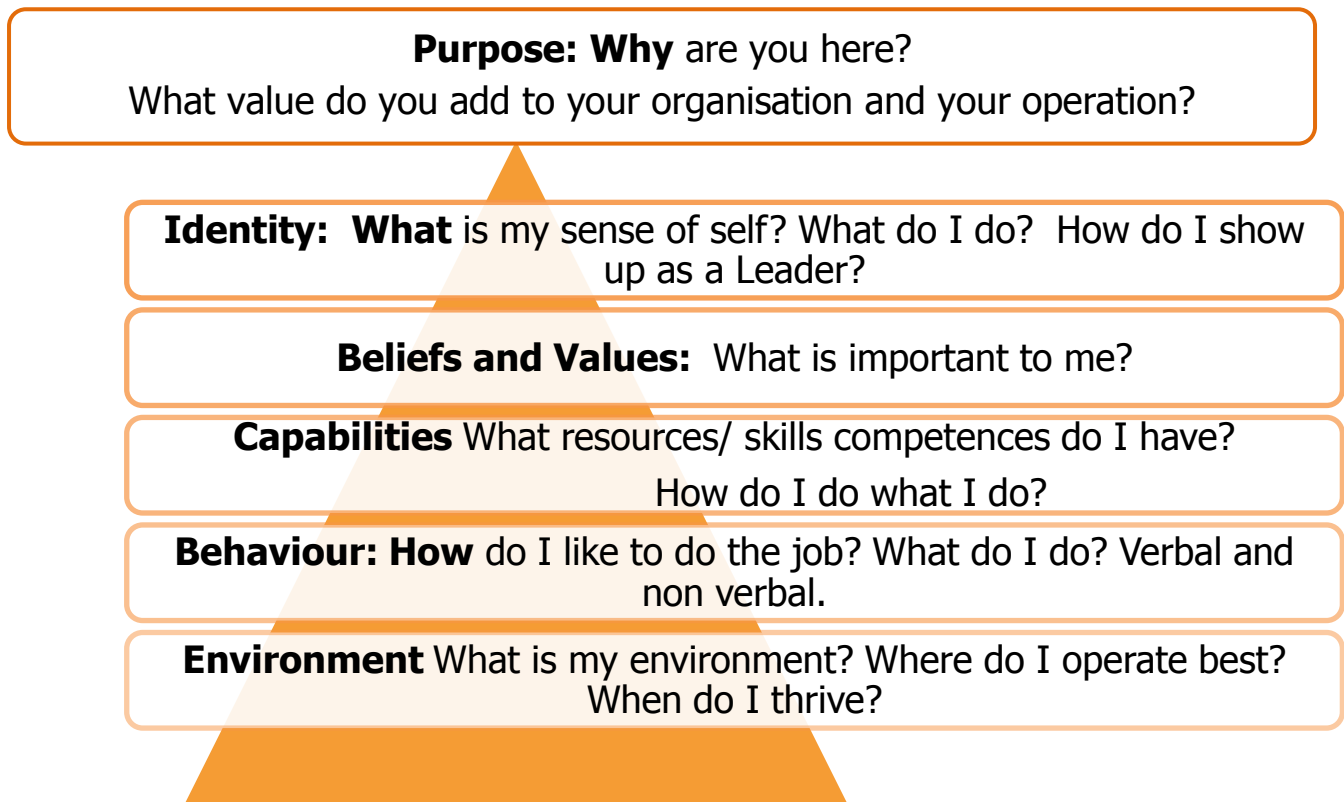 Purpose: Why are you here?
What value do you add to your organisation and your operation?
Identity:  What is my sense of self? What do I do?  How do I show
up as a Leader?
Beliefs and Values:  What is important to me?
Capabilities What resources/ skills competences do I have?
How do I do what I do?
Behaviour: How do I like to do the job? What do I do? Verbal and
non verbal.
Environment What is my environment? Where do I operate best?
When do I thrive?